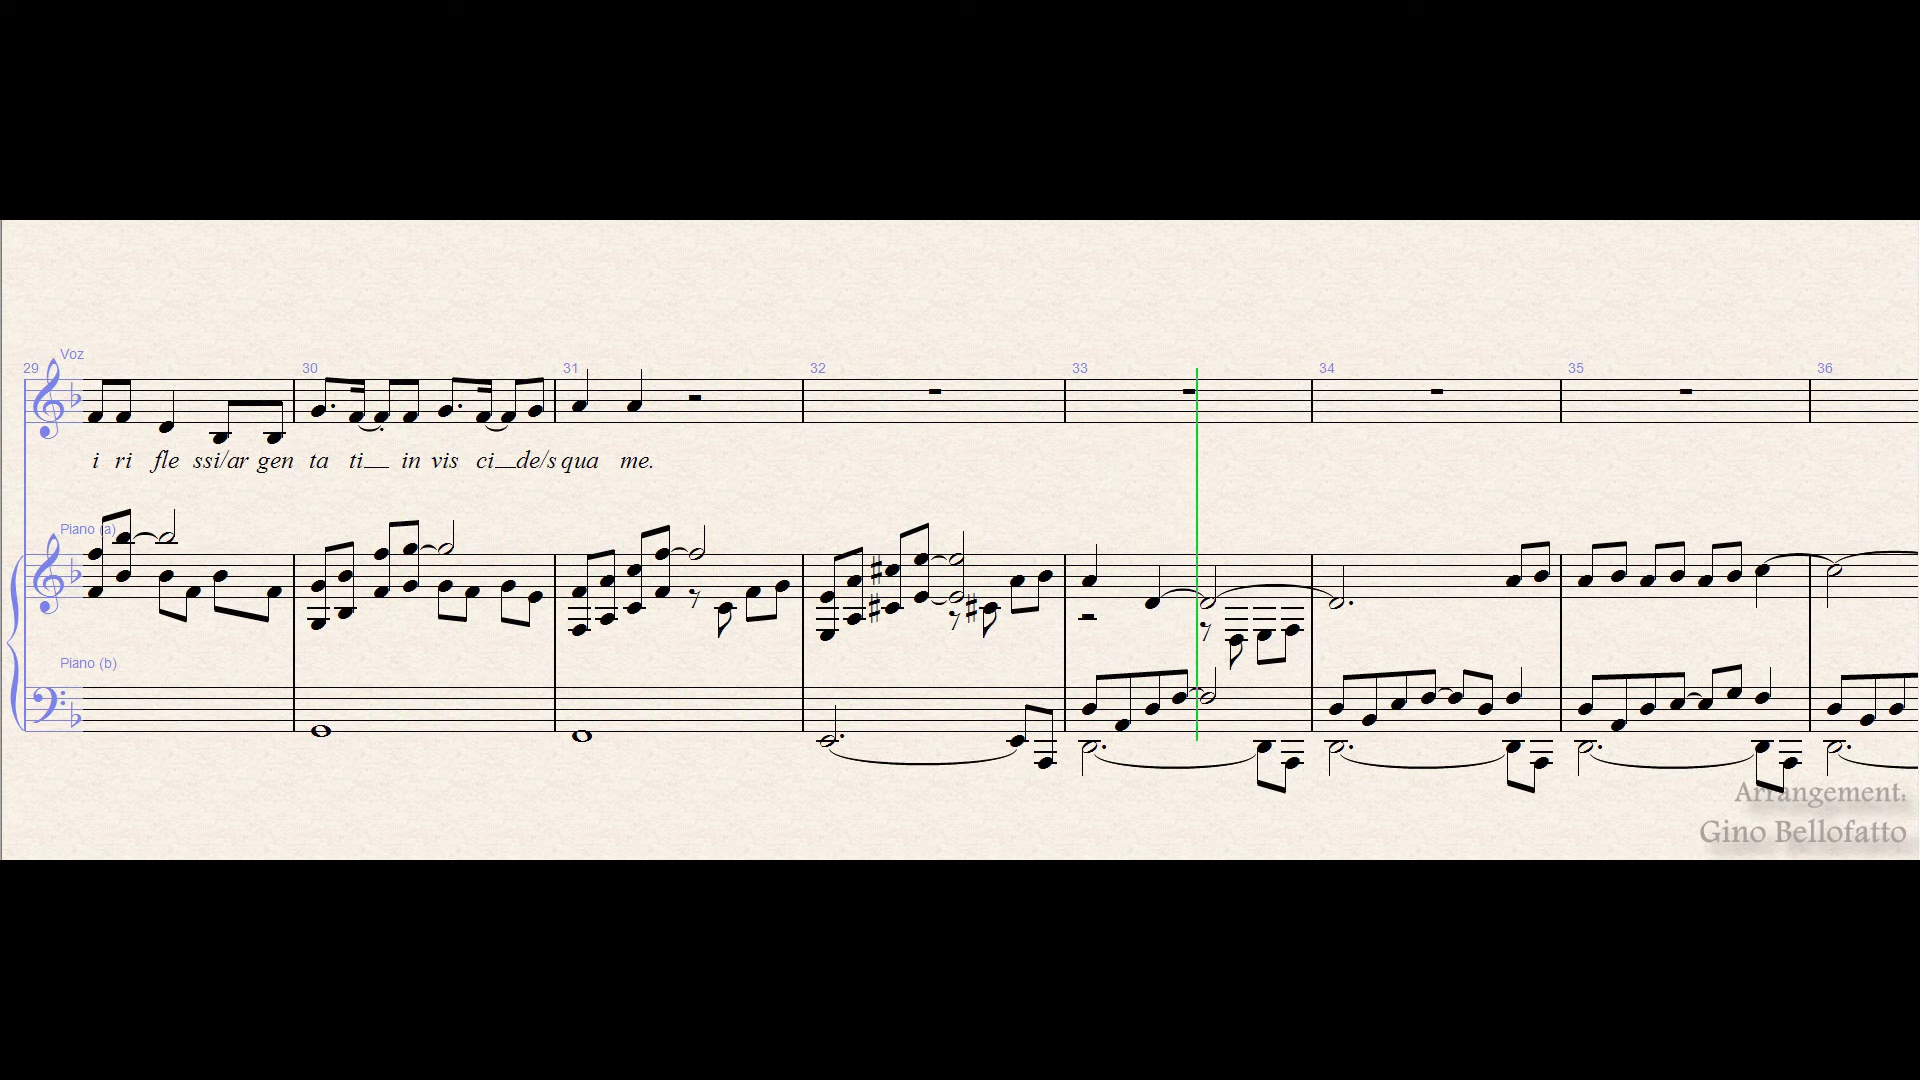 Voz
29 30 31 32 33 34 35 36
i ri fle ssi/ar gen ta ti__ in vis ci__de/s qua me.
Piano (a)
Piano (b)
Arrangement:
Gino Bellofatto